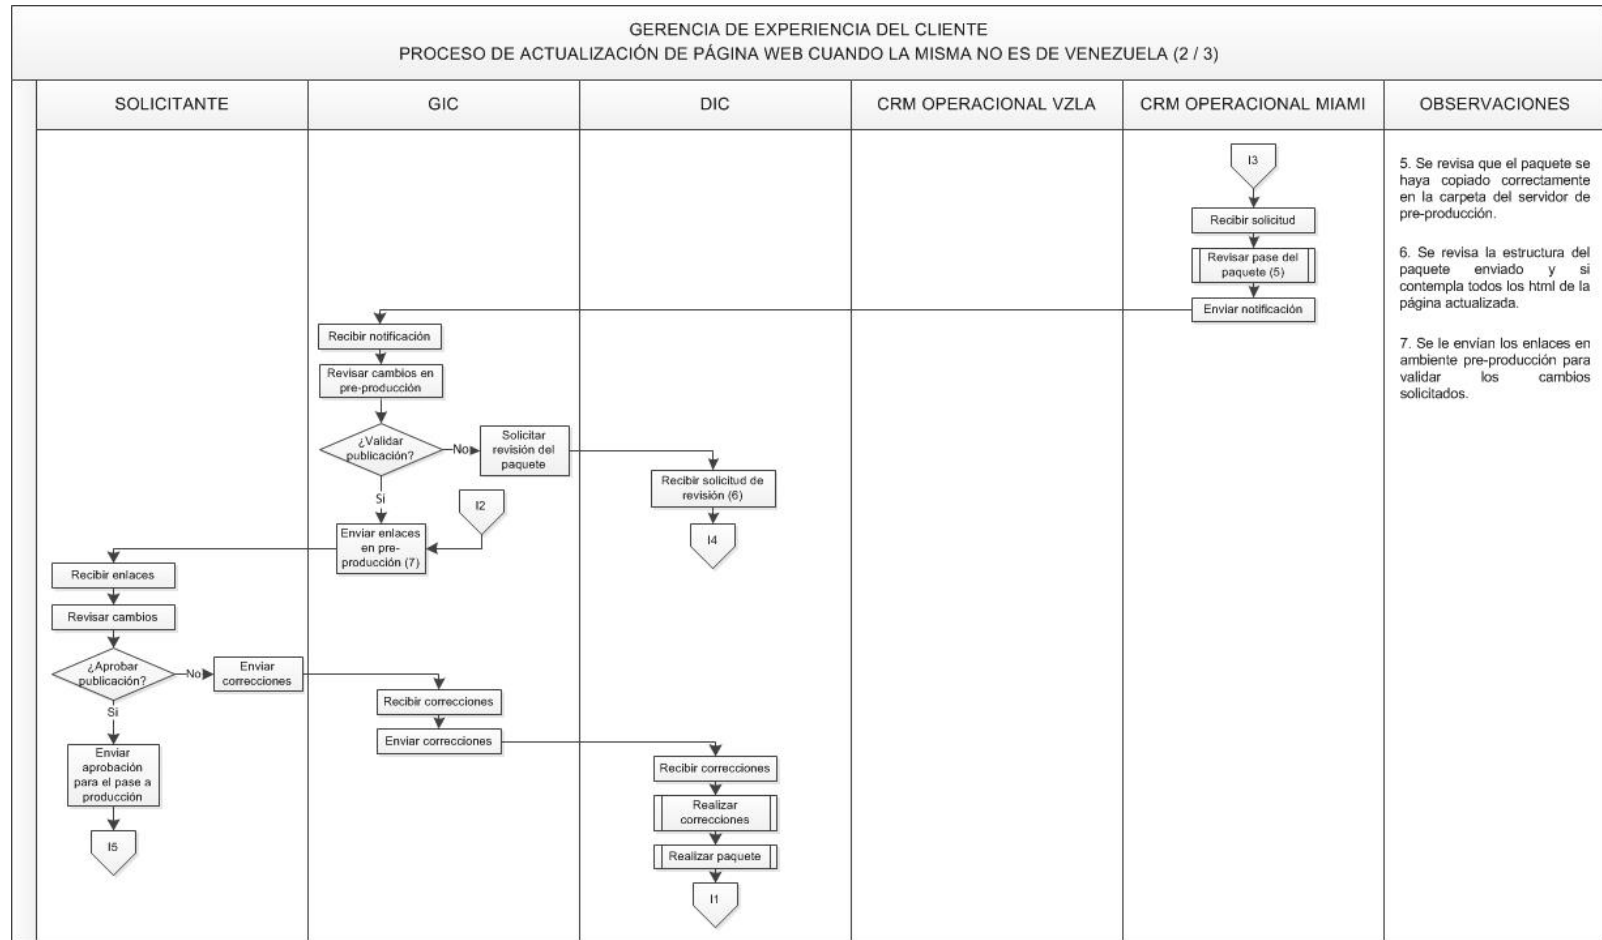 GERENCIA DE EXPERIENCIA DEL CLIENTE
PROCESO DE ACTUALIZACIÓN DE PÁGINA WEB CUANDO LA MISMA NO ES DE VENEZUELA (2 / 3)
SOLICITANTE
GIC
DIC
CRM OPERACIONAL VZLA
CRM OPERACIONAL MIAMI
OBSERVACIONES
I3
Recibir solicitud
Revisar pase del
paquete (5)
Enviar notificación
5. Se revisa que el paquete se
haya copiado correctamente
en la carpeta del servidor de
pre-producción.
6. Se revisa la estructura del
paquete enviado y si
contempla todos los html de la
página actualizada.
7. Se le envían los enlaces en
ambiente pre-producción para
validar los cambios
solicitados.
Recibir notificación
Revisar cambios en
pre-producción
¿Validar
publicación?
No
Solicitar
revisión del
paquete
Recibir solicitud de
revisión (6)
I4
Si
I2
Enviar enlaces
en pre-
producción (7)
Recibir enlaces
Revisar cambios
¿Aprobar
publicación?
No
Enviar
correcciones
Si
Enviar
aprobación
para el pase a
producción
I5
Recibir correcciones
Enviar correcciones
Recibir correcciones
Realizar
correcciones
Realizar paquete
I1